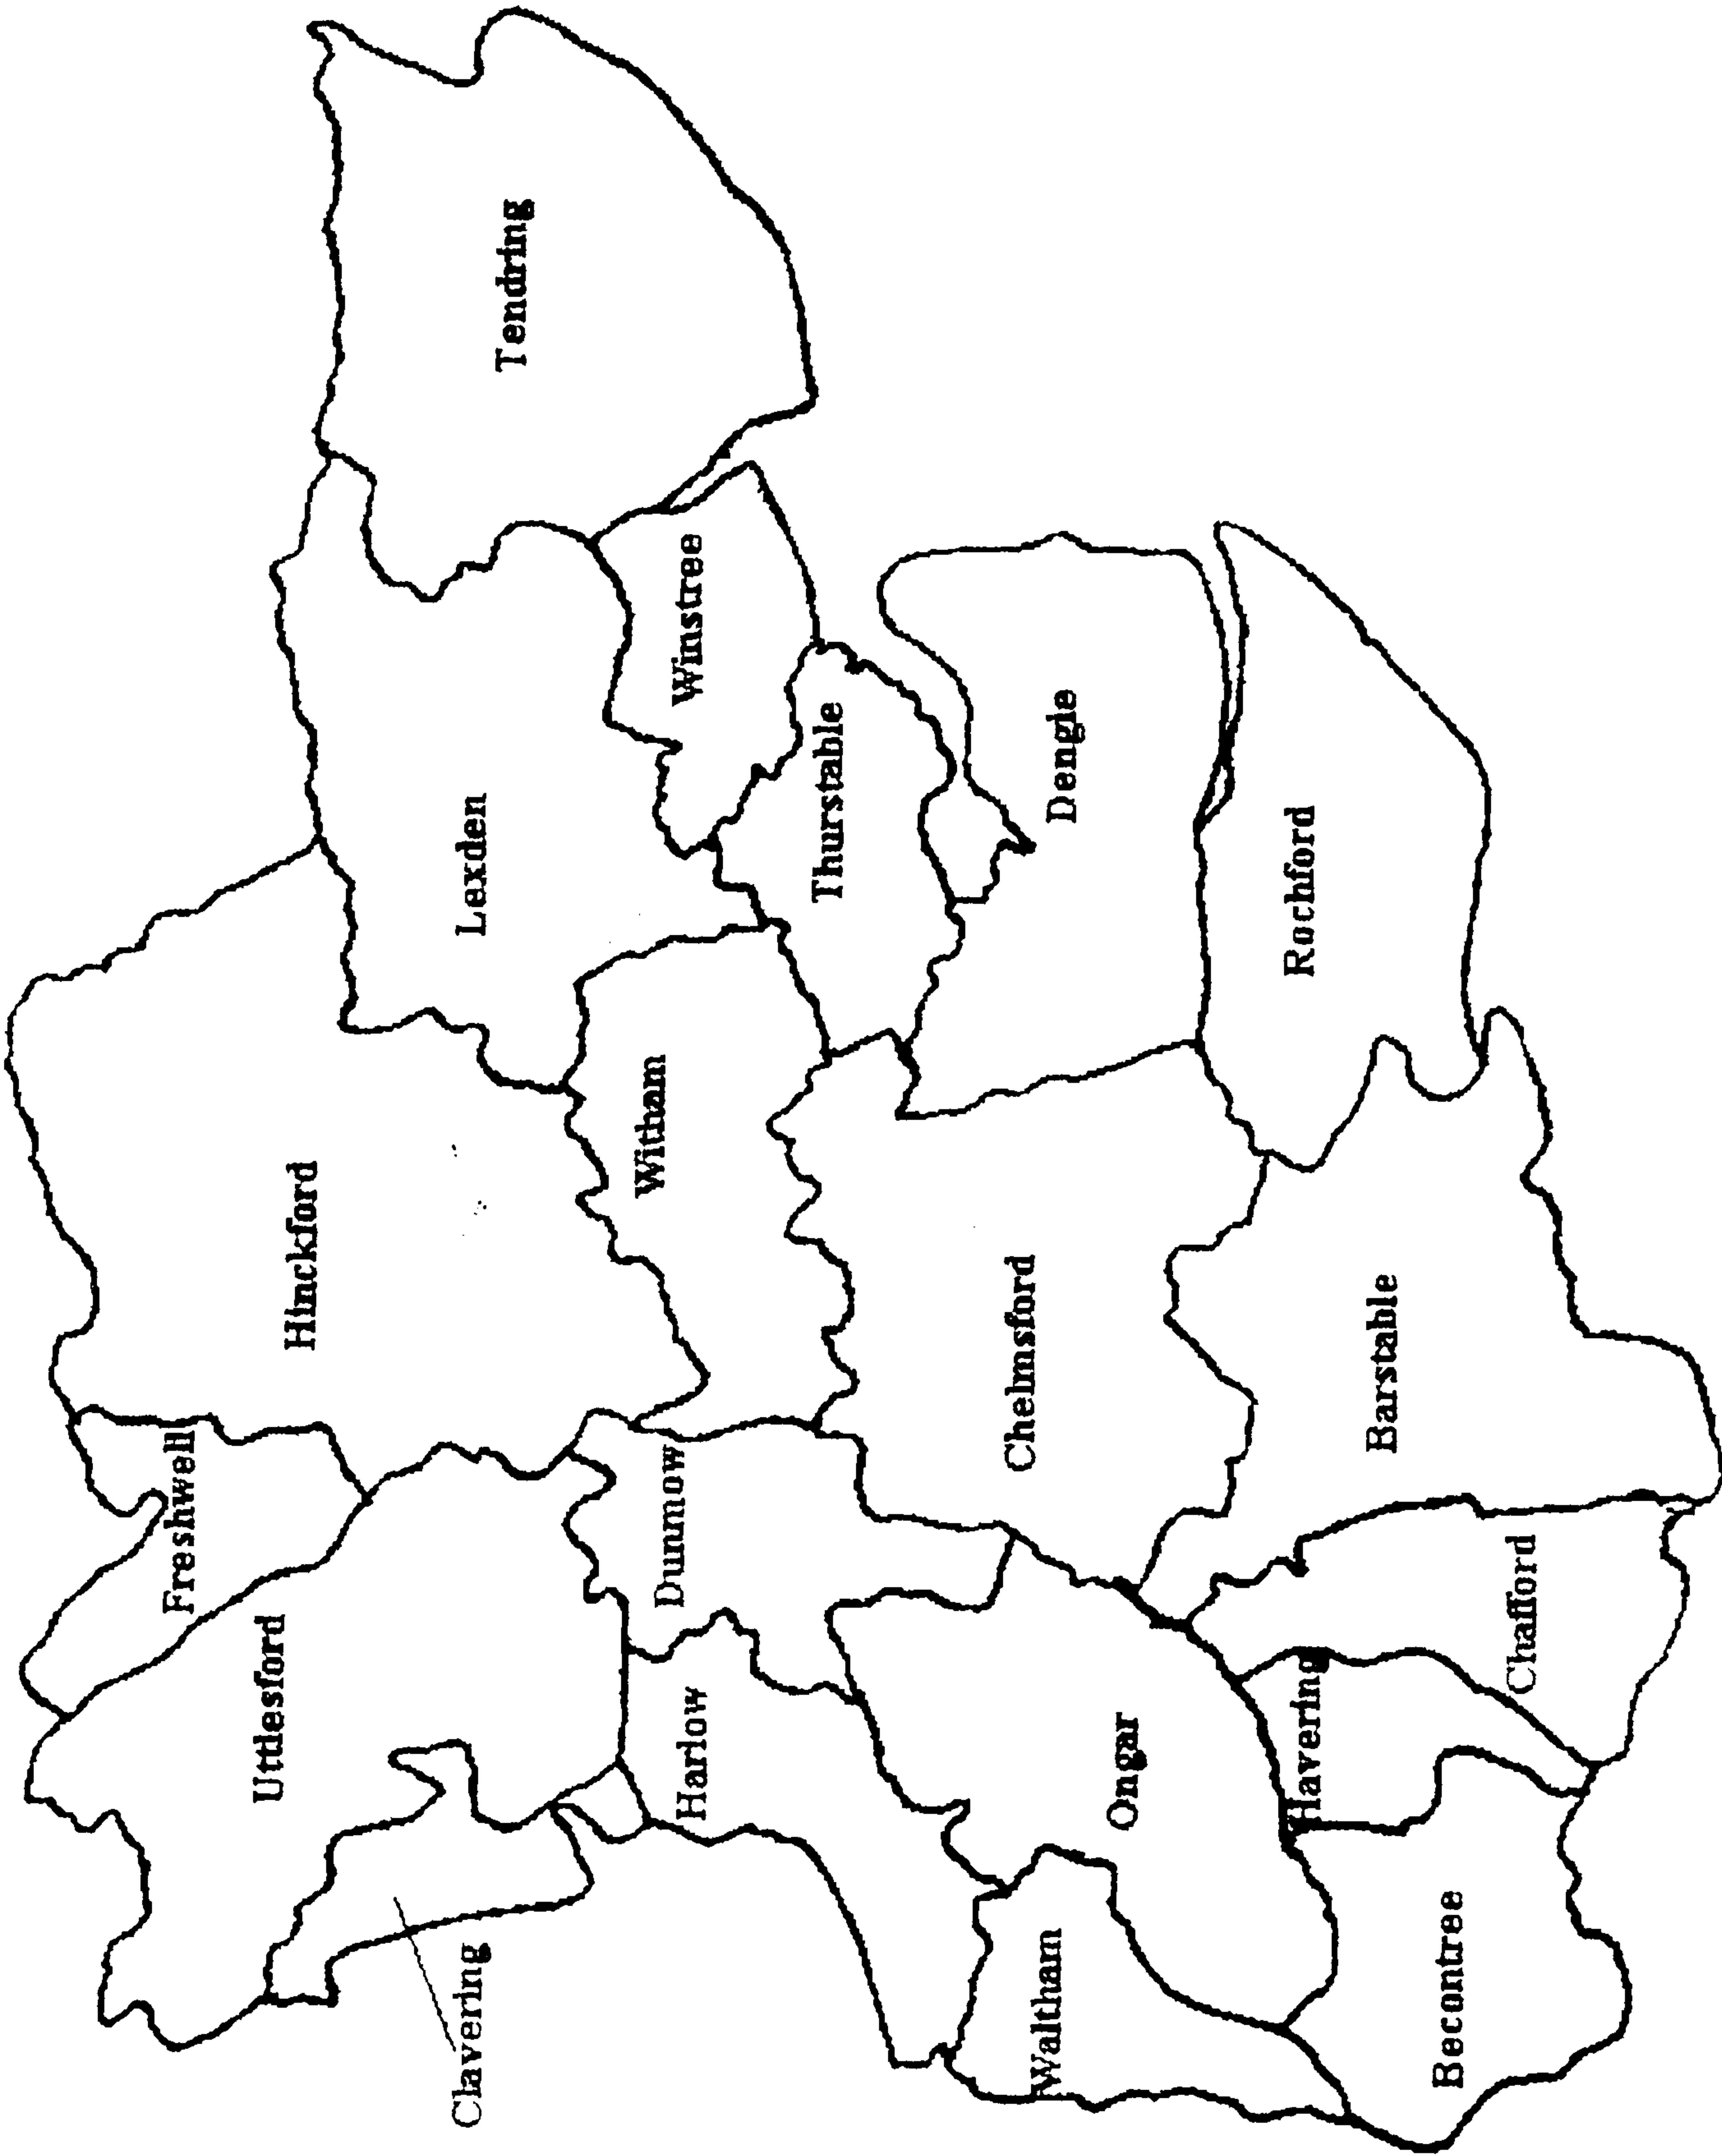 Freshwell
Uttlesford
Hinckford
Clavering
Lexden
Tendring
Dunmow
Harlow
Witham
Winstree
Thurstable
Chelmsford
Dengie
Ongar
Waltham
Rochford
Havering
Barstable
Becontree
Chafford